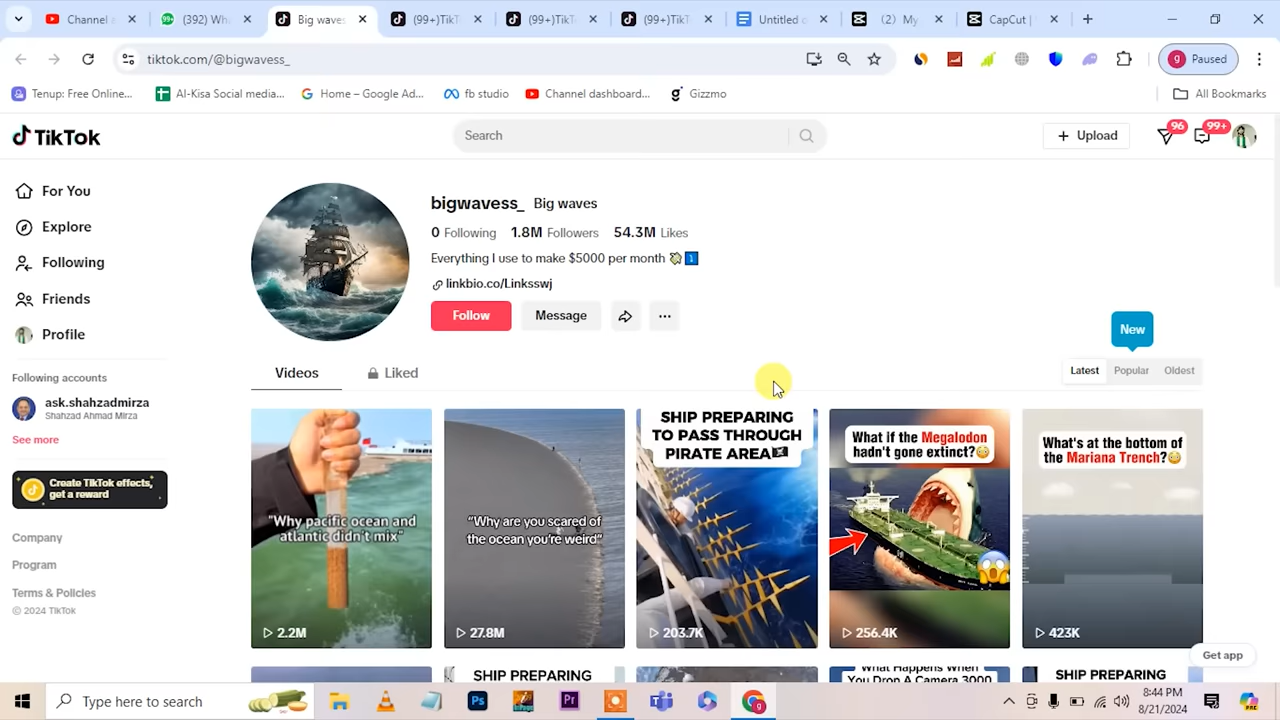 Channel c
(392) Wh
Big waves
(99+)TikT
(99+)TikT
(99+)TikT
Untitled
(2) My
CapCut |
tiktok.com/@bigwavess_
Paused
Tenup: Free Online...
Al-Kisa Social media...
Home – Google Ad...
fb studio
Channel dashboard...
Gizzmo
All Bookmarks
TikTok
Search
+ Upload
96
99+
For You
Explore
Following
Friends
Profile
Following accounts
ask.shahzadmirza
Shahzad Ahmad Mirza
See more
Create TikTok effects,
get a reward
Company
Program
Terms & Policies
© 2024 TikTok
bigwavess_ Big waves
0 Following 1.8M Followers 54.3M Likes
Everything I use to make $5000 per month
linkbio.co/Linksswj
Follow
Message
New
Videos
Liked
Latest
Popular
Oldest
"Why pacific ocean and
atlantic didn't mix"
2.2M
"Why are you scared of
the ocean you're weird"
27.8M
SHIP PREPARING
TO PASS THROUGH
PIRATE AREA
203.7K
What if the Megalodon
hadn't gone extinct?
256.4K
What's at the bottom of
the Mariana Trench?
423K
SHIP PREPARING
What Happens When
You Drop A Camera 3000
SHIP PREPARING
Get app
Type here to search
8:44 PM
8/21/2024